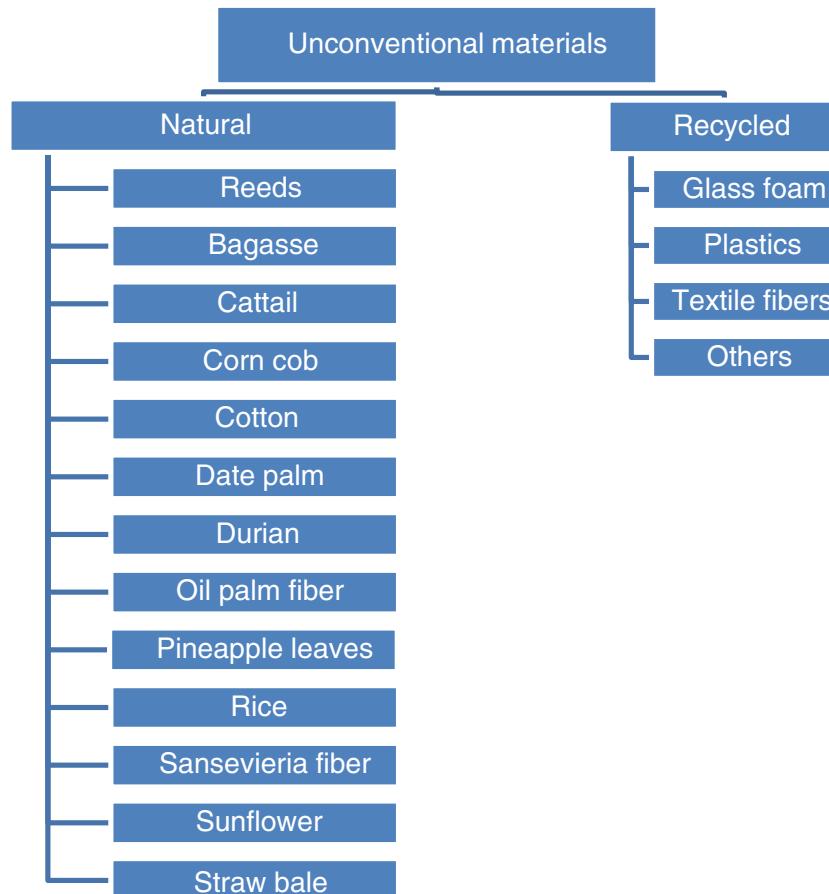 Unconventional materials
Natural
Reeds
Bagasse
Cattail
Corn cob
Cotton
Date palm
Durian
Oil palm fiber
Pineapple leaves
Rice
Sansevieria fiber
Sunflower
Straw bale
Recycled
Glass foam
Plastics
Textile fibers
Others